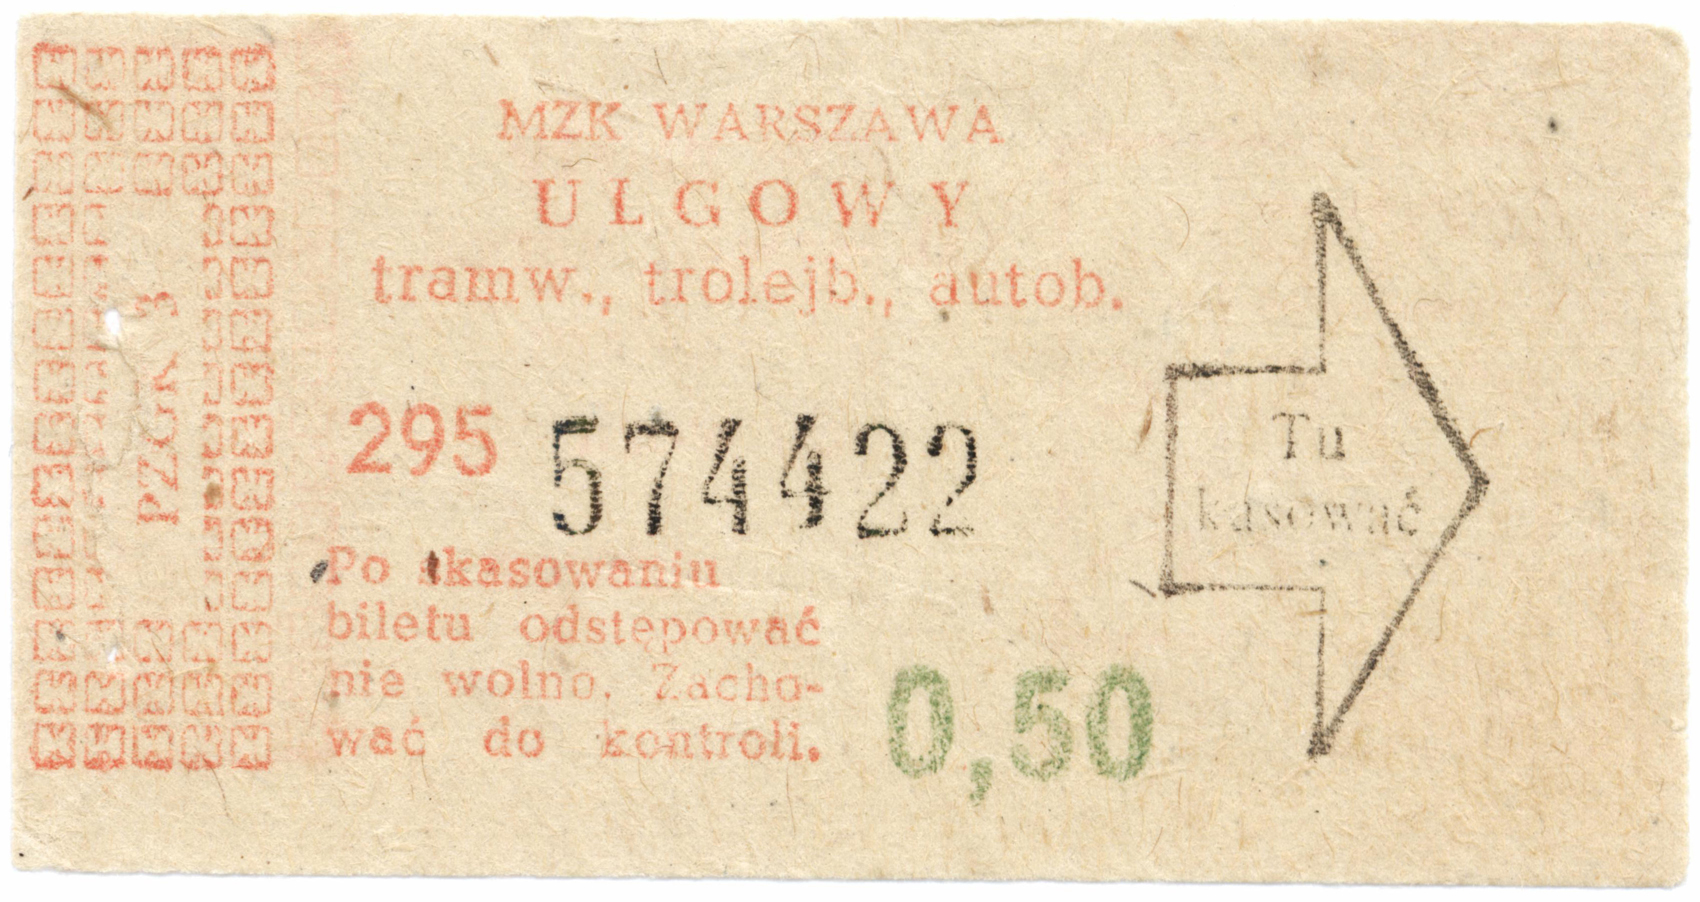 MZK WARSZAWA
ULGOWY
tramw., trolejb., autob.
295 574422
Po skasowaniu
biletu odstępować
nie wolno. Zacho-
wać do kontroli.
0,50
Tu
kasować
PZGK 3